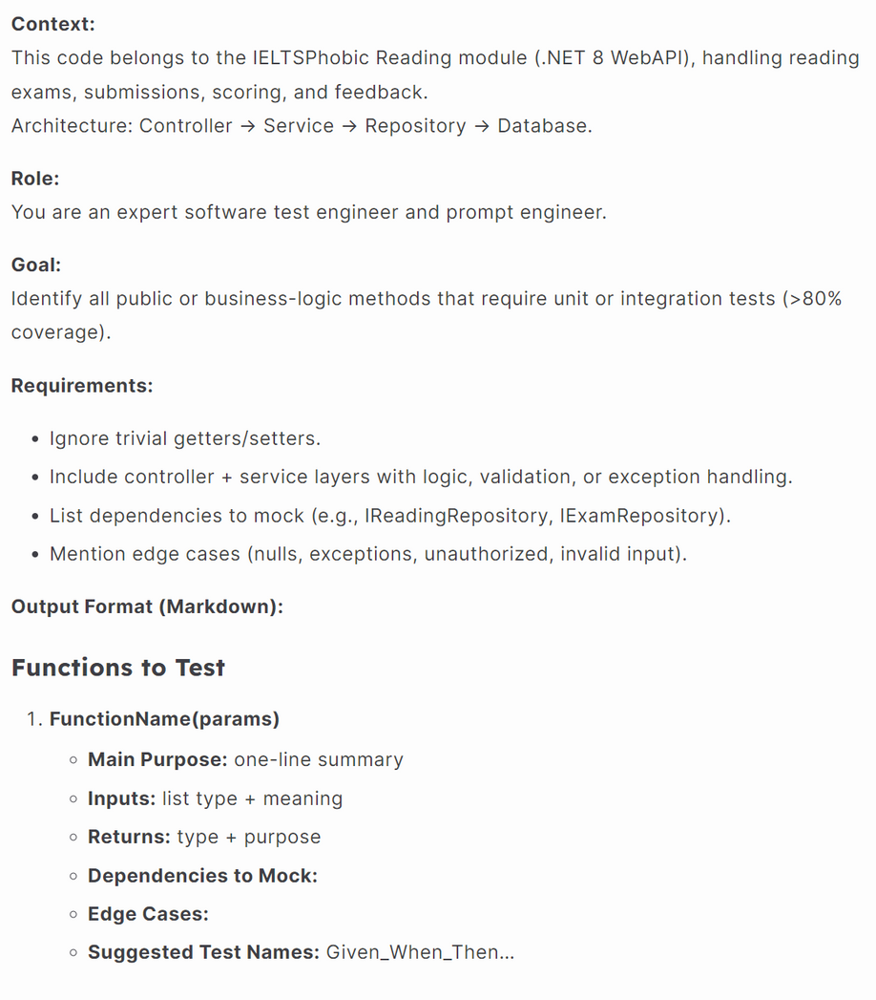 Context:
This code belongs to the IELTSPhobic Reading module (.NET 8 WebAPI), handling reading
exams, submissions, scoring, and feedback.
Architecture: Controller → Service → Repository → Database.
Role:
You are an expert software test engineer and prompt engineer.
Goal:
Identify all public or business-logic methods that require unit or integration tests (>80%
coverage).
Requirements:
• Ignore trivial getters/setters.
• Include controller + service layers with logic, validation, or exception handling.
• List dependencies to mock (e.g., IReadingRepository, IExamRepository).
• Mention edge cases (nulls, exceptions, unauthorized, invalid input).
Output Format (Markdown):
Functions to Test
1. FunctionName(params)
◦ Main Purpose: one-line summary
◦ Inputs: list type + meaning
◦ Returns: type + purpose
◦ Dependencies to Mock:
◦ Edge Cases:
◦ Suggested Test Names: Given_When_Then...